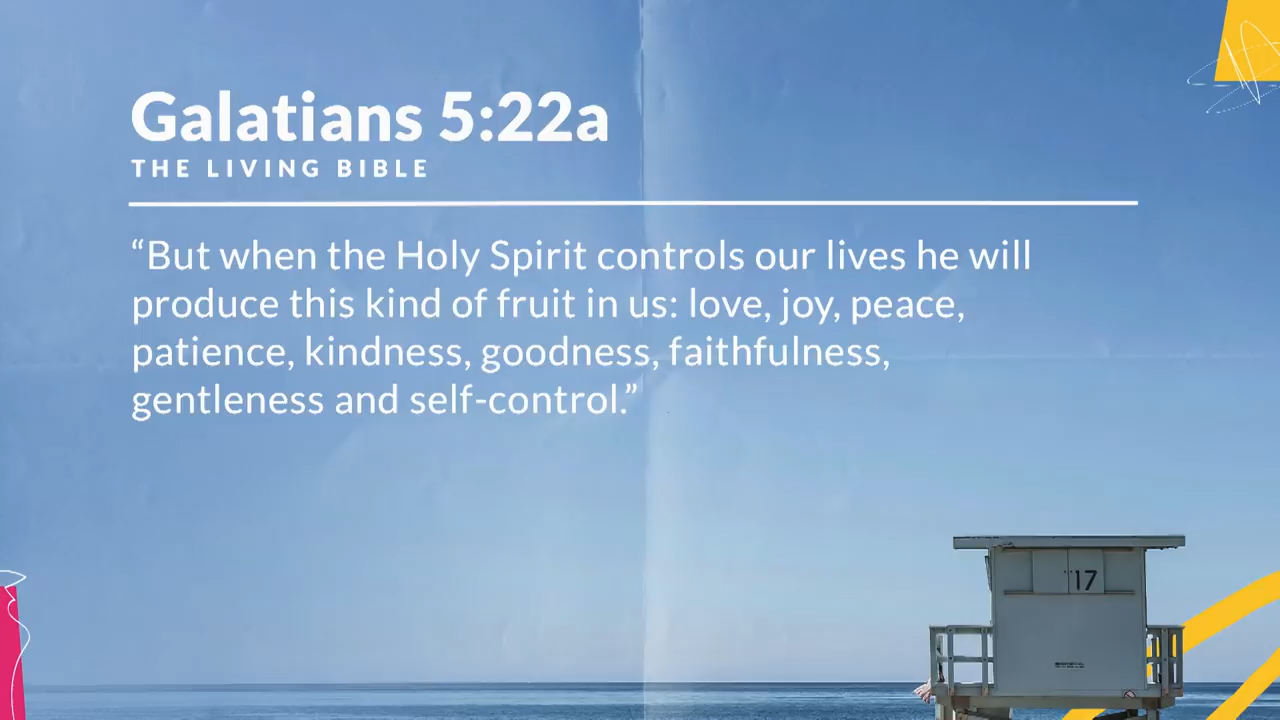 Galatians 5:22a
THE LIVING BIBLE
“But when the Holy Spirit controls our lives he will
produce this kind of fruit in us: love, joy, peace,
patience, kindness, goodness, faithfulness,
gentleness and self-control.”
17